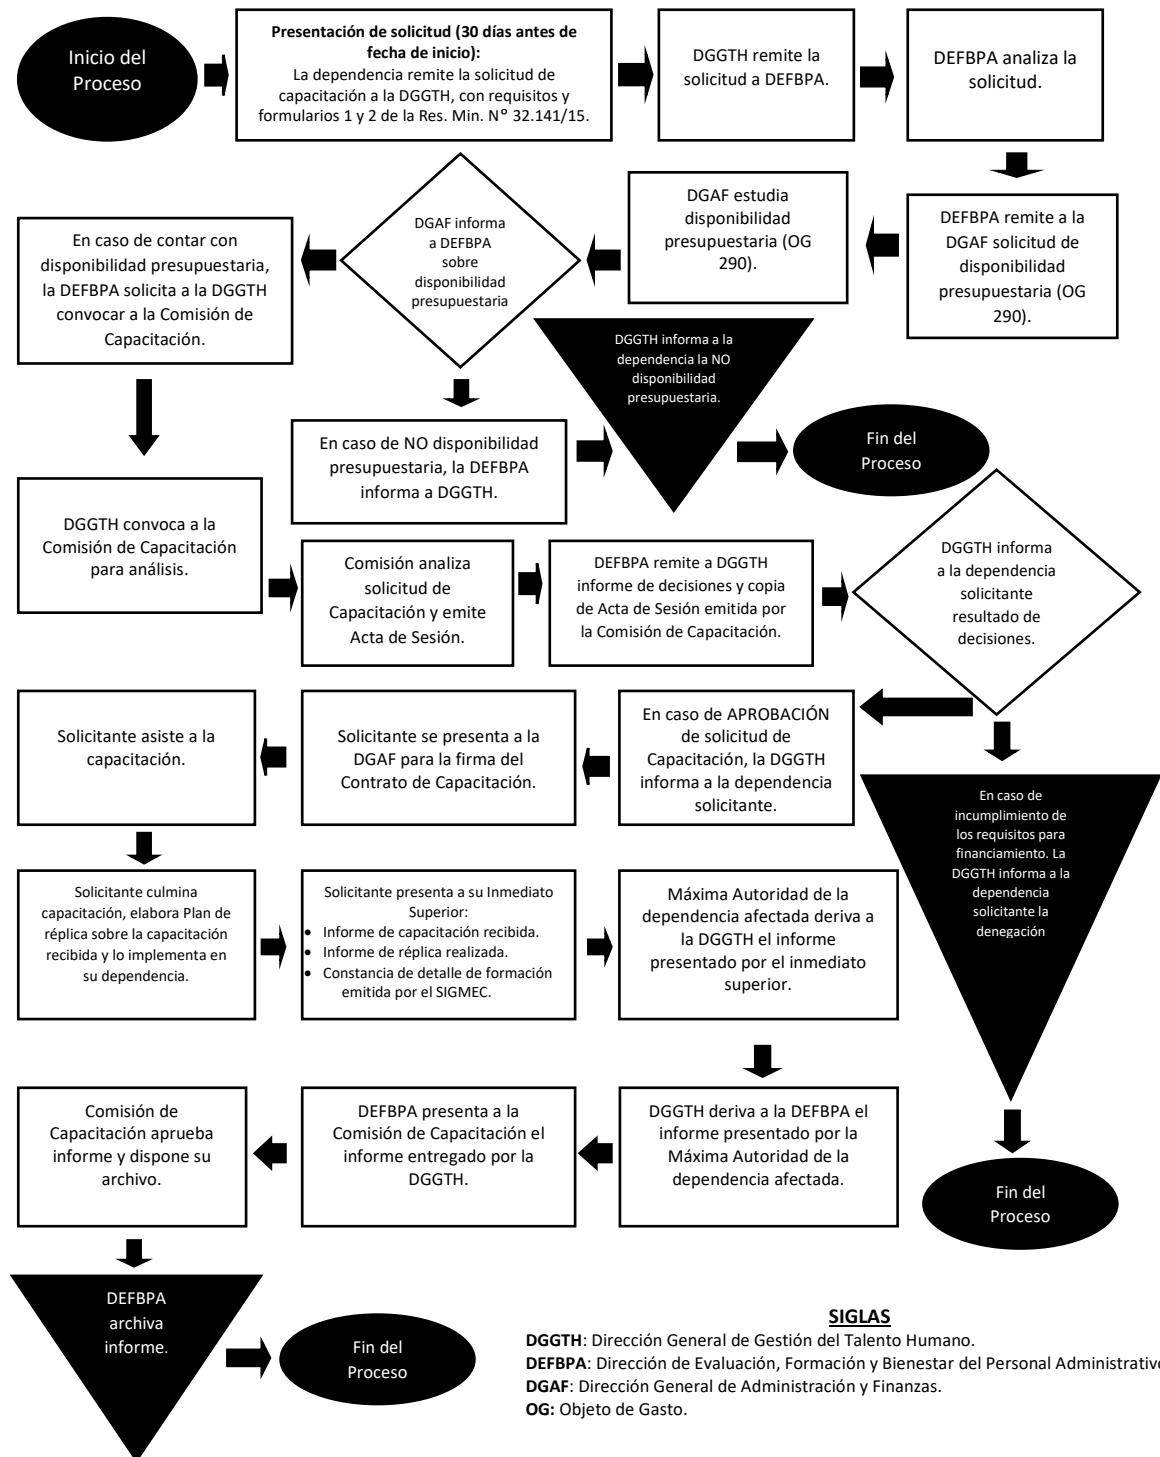 Inicio del
Proceso
Presentación de solicitud (30 días antes de
fecha de inicio):
La dependencia remite la solicitud de
capacitación a la DGGTH, con requisitos y
formularios 1 y 2 de la Res. Min. N° 32.141/15.
DGGTH remite la
solicitud a DEFBPA.
DEFBPA analiza la
solicitud.
DEFBPA remite a la
DGAF solicitud de
disponibilidad
presupuestaria (OG
290).
DGAF estudia
disponibilidad
presupuestaria (OG
290).
DGAF informa
a DEFBPA
sobre
disponibilidad
presupuestaria
En caso de contar con
disponibilidad presupuestaria,
la DEFBPA solicita a la DGGTH
convocar a la Comisión de
Capacitación.
En caso de NO disponibilidad
presupuestaria, la DEFBPA
informa a DGGTH.
DGGTH informa a la
dependencia la NO
disponibilidad
presupuestaria.
Fin del
Proceso
DGGTH convoca a la
Comisión de Capacitación
para análisis.
Comisión analiza
solicitud de
Capacitación y emite
Acta de Sesión.
DEFBPA remite a DGGTH
informe de decisiones y copia
de Acta de Sesión emitida por
la Comisión de Capacitación.
DGGTH informa
a la dependencia
solicitante
resultado de
decisiones.
En caso de APROBACIÓN
de solicitud de
Capacitación, la DGGTH
informa a la dependencia
solicitante.
Solicitante se presenta a la
DGAF para la firma del
Contrato de Capacitación.
Solicitante asiste a la
capacitación.
En caso de
incumplimiento de
los requisitos para
financiamiento. La
DGGTH informa a la
dependencia
solicitante la
denegación
Fin del
Proceso
Solicitante culmina
capacitación, elabora Plan de
réplica sobre la capacitación
recibida y lo implementa en
su dependencia.
Solicitante presenta a su Inmediato
Superior:
• Informe de capacitación recibida.
• Informe de réplica realizada.
• Constancia de detalle de formación
emitida por el SIGMEC.
Máxima Autoridad de la
dependencia afectada deriva a
la DGGTH el informe
presentado por el inmediato
superior.
DGGTH deriva a la DEFBPA el
informe presentado por la
Máxima Autoridad de la
dependencia afectada.
DEFBPA presenta a la
Comisión de Capacitación el
informe entregado por la
DGGTH.
Comisión de
Capacitación aprueba
informe y dispone su
archivo.
DEFBPA
archiva
informe.
Fin del
Proceso
SIGLAS
DGGTH: Dirección General de Gestión del Talento Humano.
DEFBPA: Dirección de Evaluación, Formación y Bienestar del Personal Administrativo
DGAF: Dirección General de Administración y Finanzas.
OG: Objeto de Gasto.